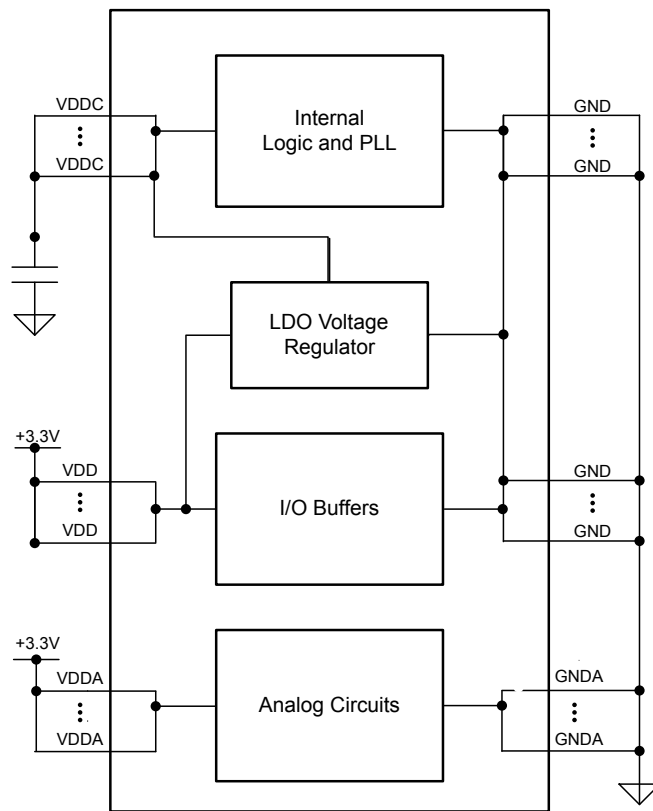 VDDC
VDDC
Internal
Logic and PLL
GND
GND
LDO Voltage
Regulator
+3.3V
VDD
VDD
I/O Buffers
GND
GND
+3.3V
VDDA
VDDA
Analog Circuits
GNDA
GNDA